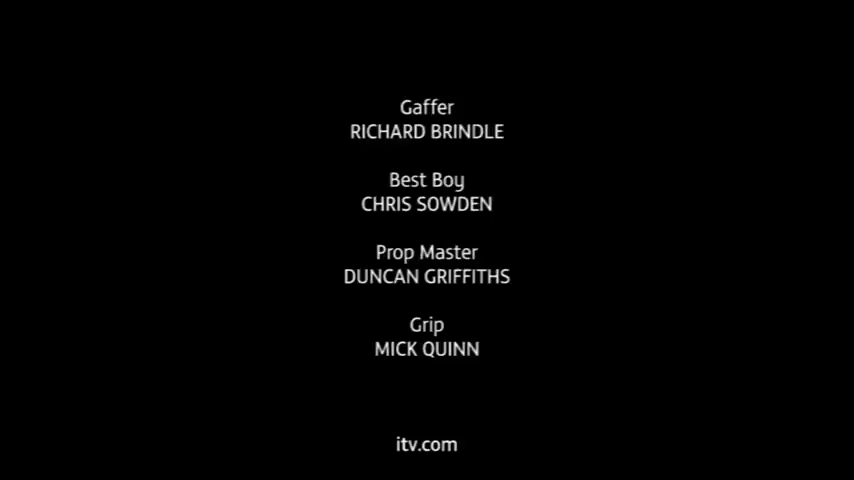 Gaffer
RICHARD BRINDLE
Best Boy
CHRIS SOWDEN
Prop Master
DUNCAN GRIFFITHS
Grip
MICK QUINN
itv.com